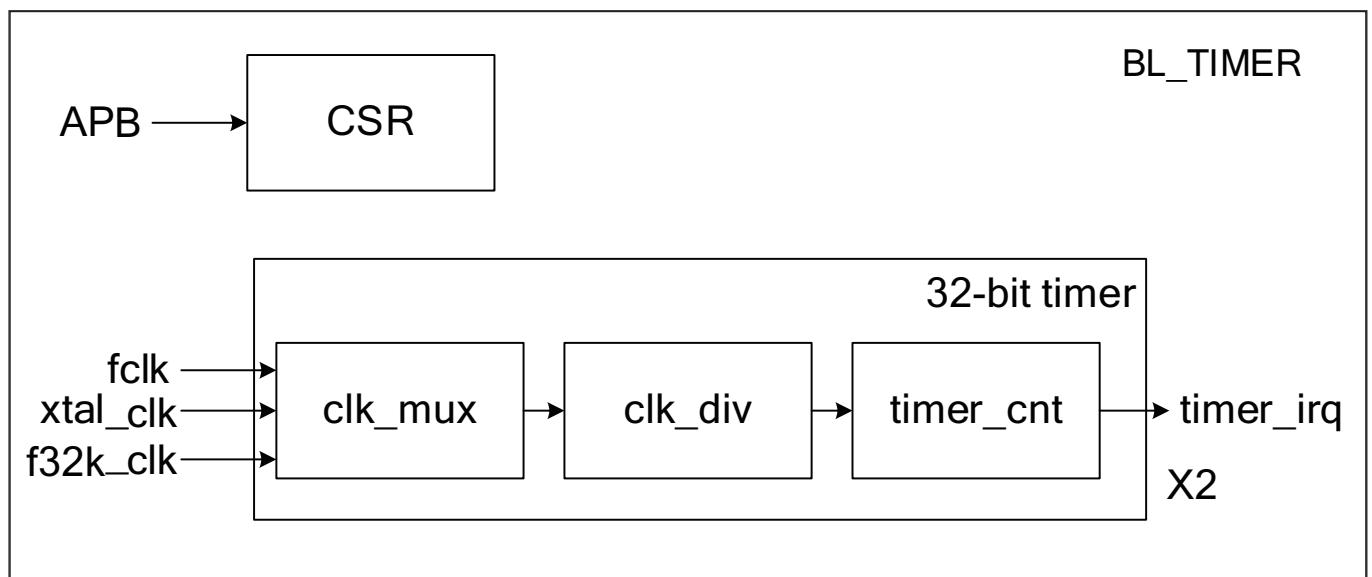 BL_TIMER
APB
CSR
32-bit timer
fclk
xtal_clk
f32k_clk
clk_mux
clk_div
timer_cnt
timer_irq
X2